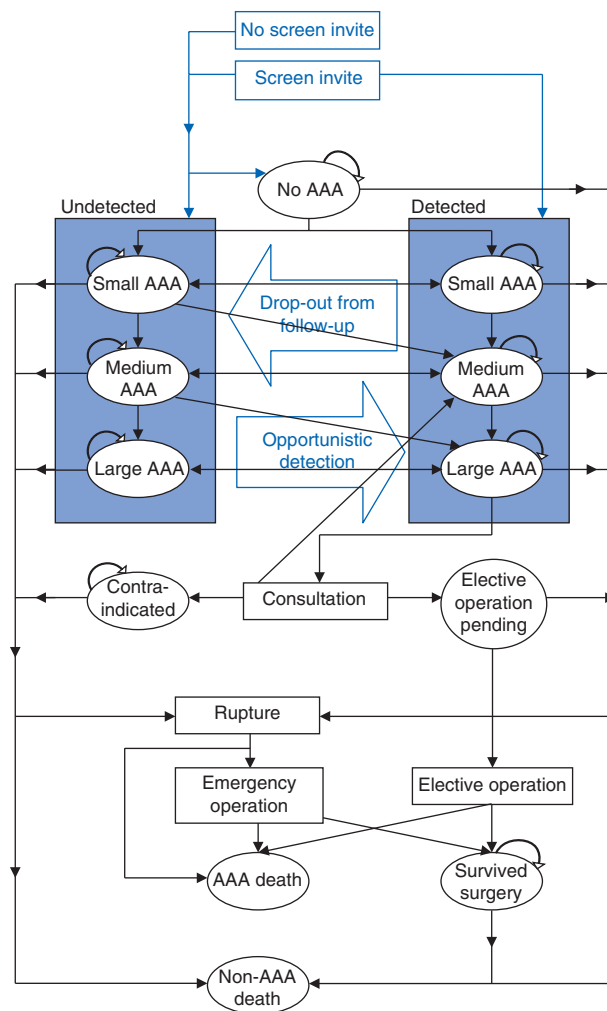 No screen invite
Screen invite
No AAA
Undetected
Detected
Small AAA
Small AAA
Drop-out from
follow-up
Medium
AAA
Medium
AAA
Opportunistic
detection
Large AAA
Large AAA
Contra-
indicated
Consultation
Elective
operation
pending
Rupture
Emergency
operation
Elective operation
AAA death
Survived
surgery
Non-AAA
death